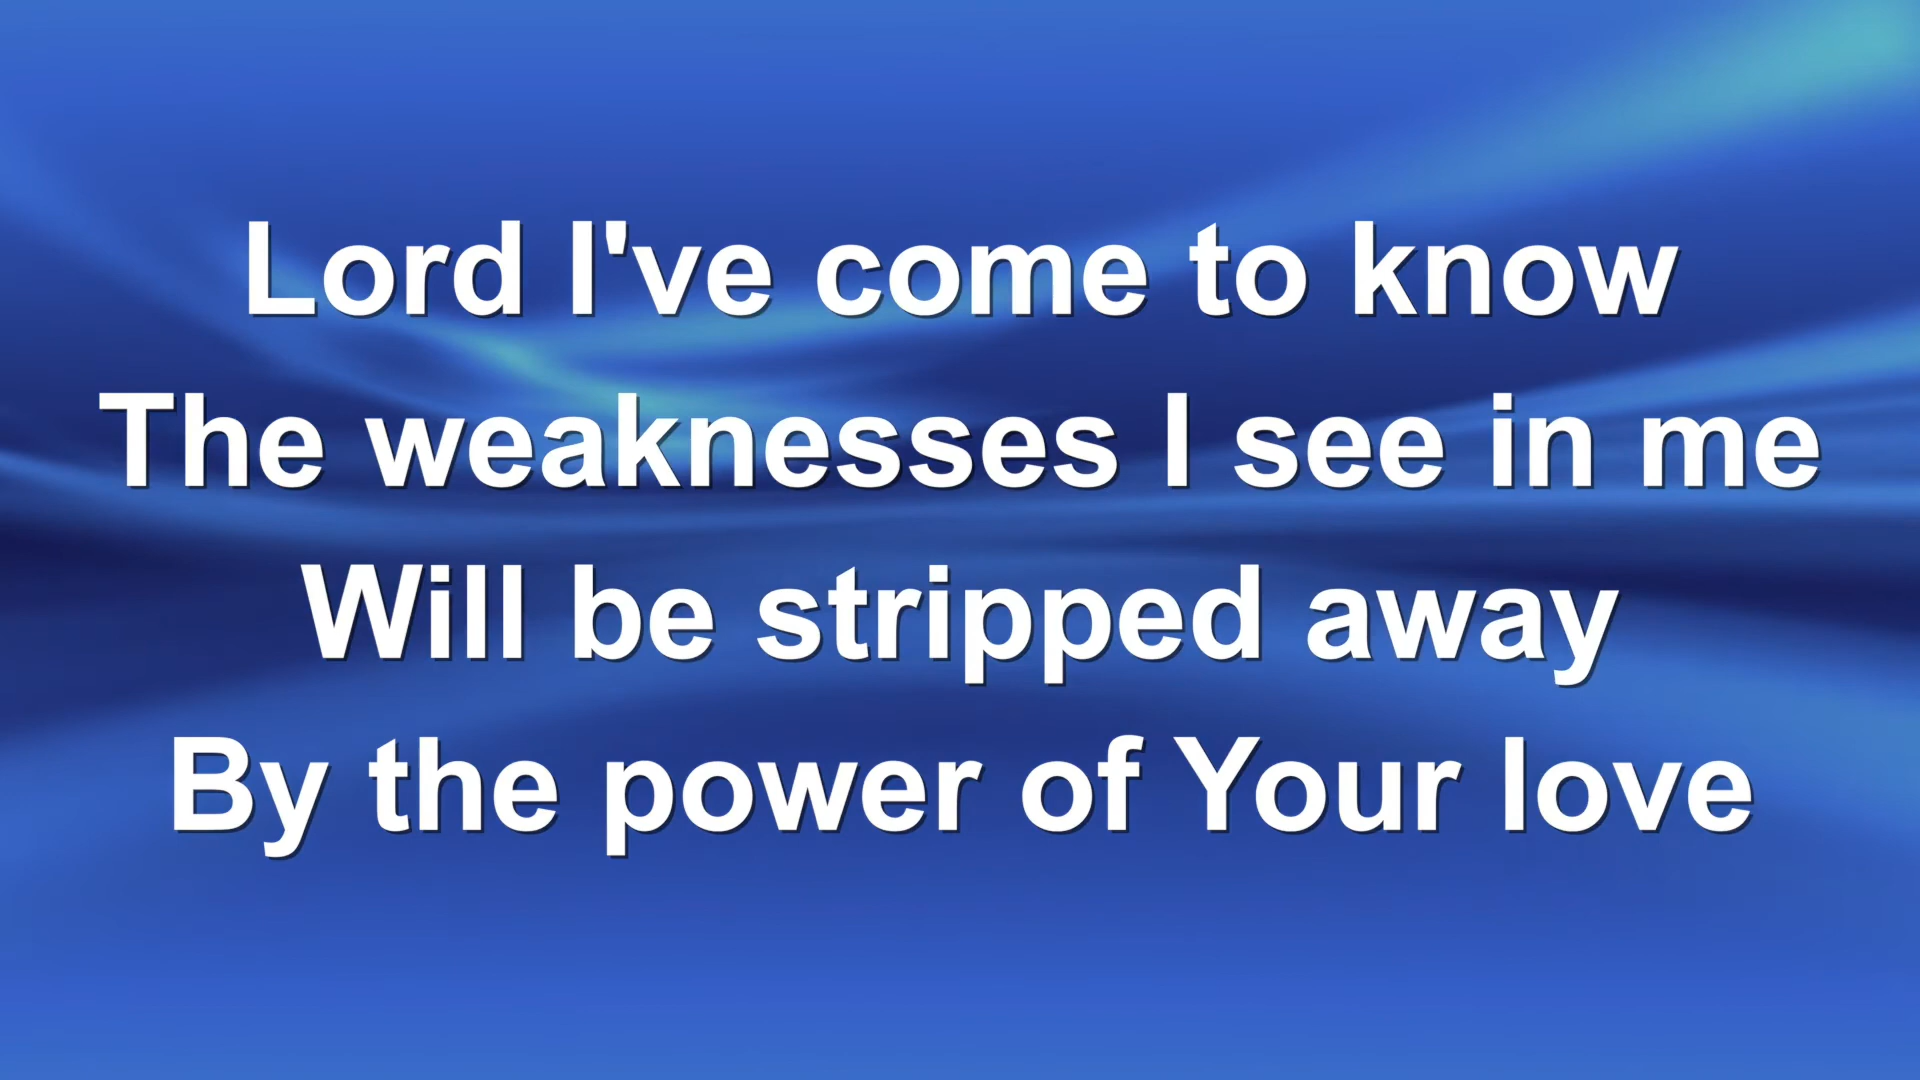 Lord I've come to know
The weaknesses I see in me
Will be stripped away
By the power of Your love